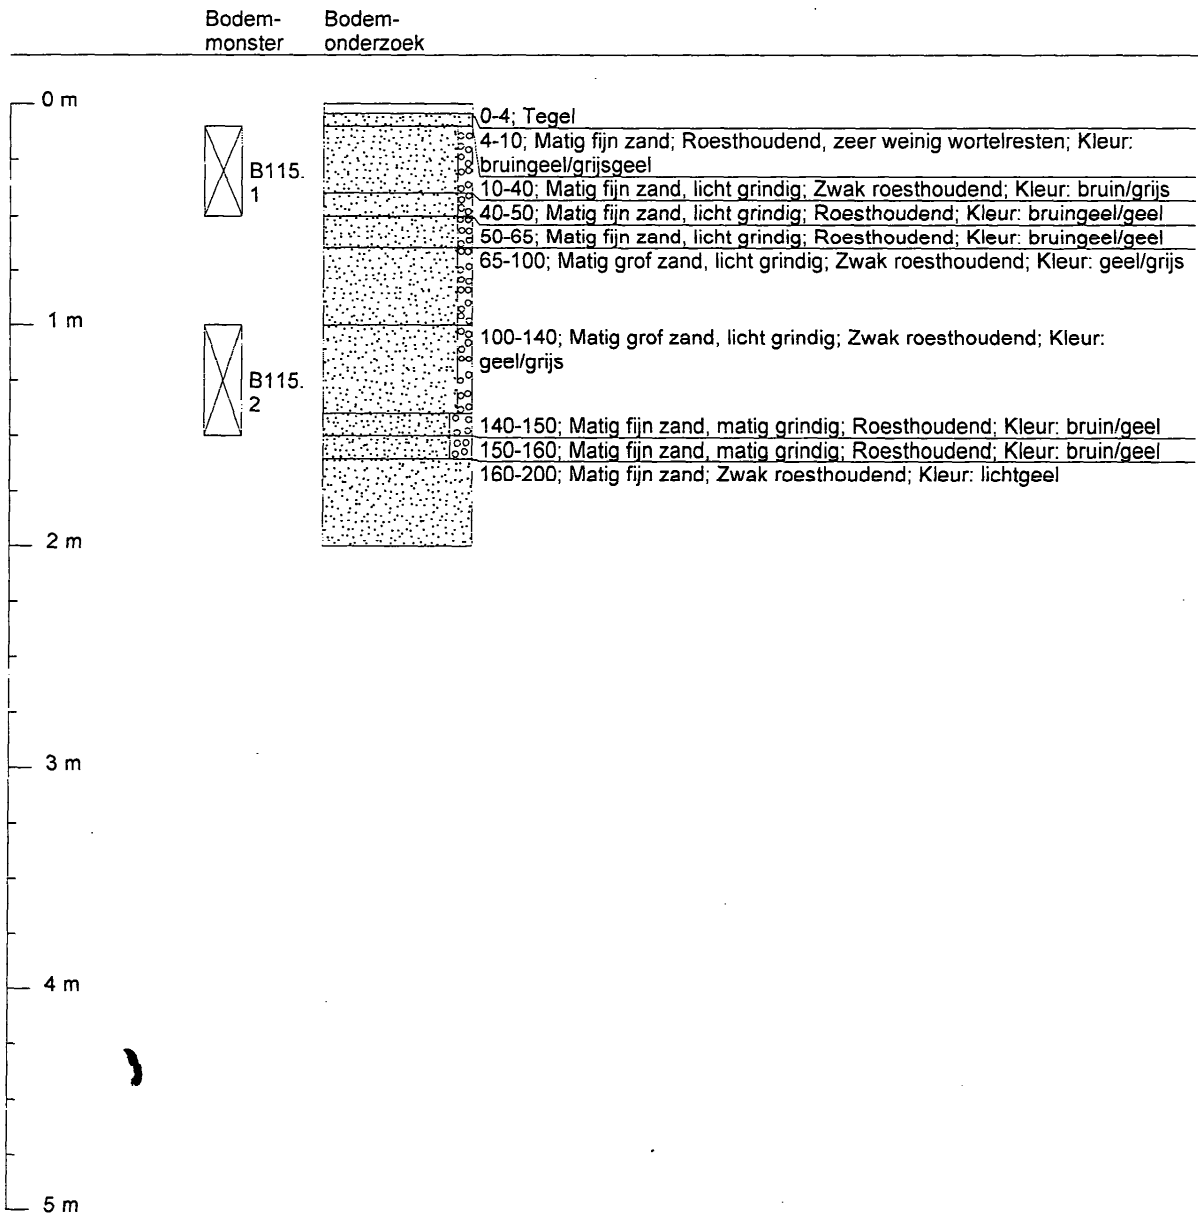 Bodem-
monster
Bodem-
onderzoek
0 m
0-4; Tegel
4-10; Matig fijn zand; Roesthoudend, zeer weinig wortelresten; Kleur:
bruingeel/grijsgeel
B115.
1
10-40; Matig fijn zand, licht grindig; Zwak roesthoudend; Kleur: bruin/grijs
40-50; Matig fijn zand, licht grindig; Roesthoudend; Kleur: bruingeel/geel
50-65; Matig fijn zand, licht grindig; Roesthoudend; Kleur: bruingeel/geel
65-100; Matig grof zand, licht grindig; Zwak roesthoudend; Kleur: geel/grijs
1 m
100-140; Matig grof zand, licht grindig; Zwak roesthoudend; Kleur:
geel/grijs
B115.
2
140-150; Matig fijn zand, matig grindig; Roesthoudend; Kleur: bruin/geel
150-160; Matig fijn zand, matig grindig; Roesthoudend; Kleur: bruin/geel
160-200; Matig fijn zand; Zwak roesthoudend; Kleur: lichtgeel
2 m
3 m
4 m
5 m